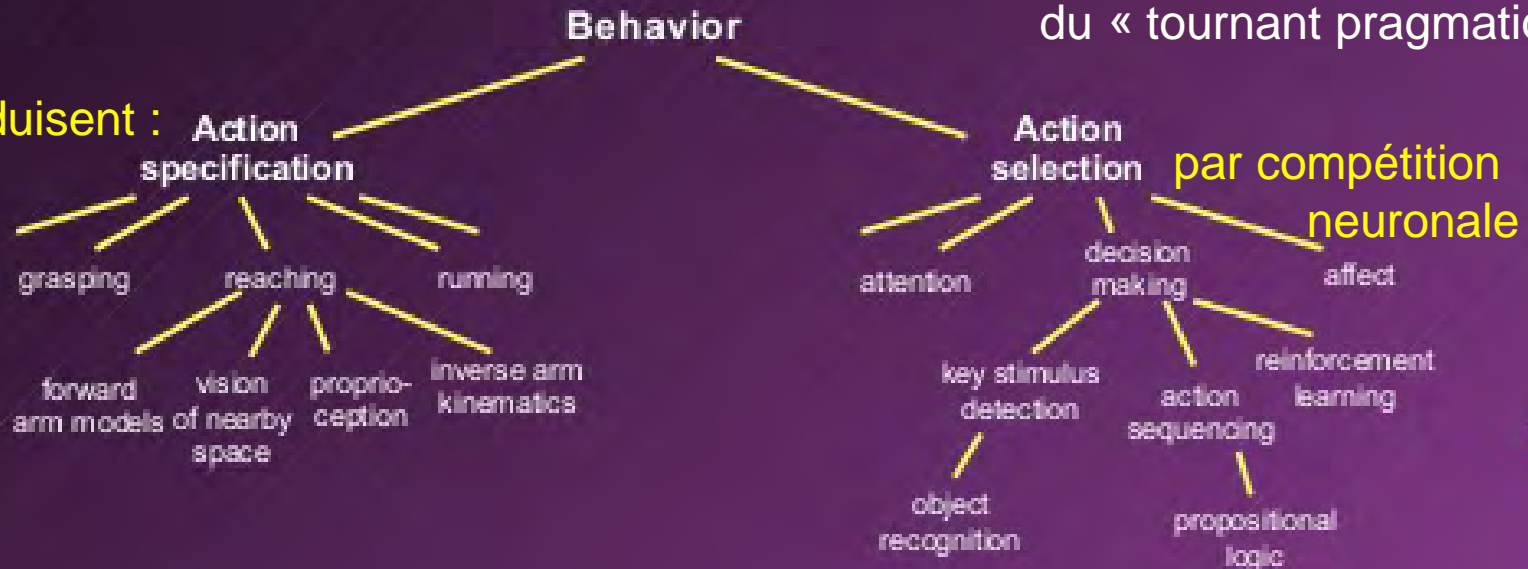 Behavior
du « tournant pragmatic
duisent :
Action
specification
Action
selection
par compétition
neuronale
grasping
reaching
running
attention
decision
making
affect
forward
arm models
vision
of nearby
space
proprio-
ception
inverse arm
kinematics
key stimulus
detection
action
sequencing
reinforcement
learning
object
recognition
propositional
logic